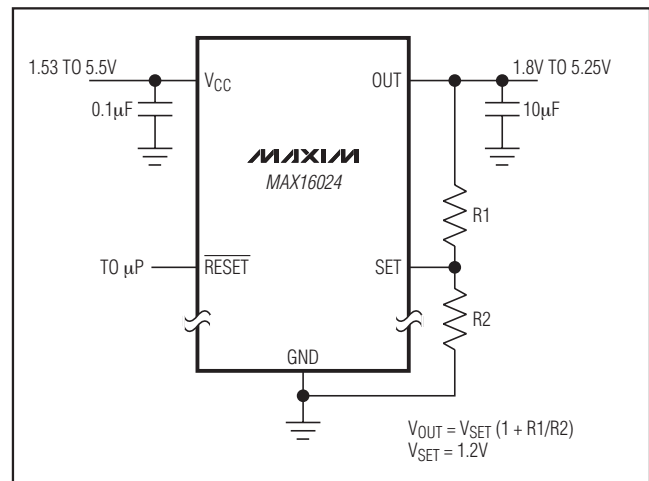 1.53 TO 5.5V
VCC
OUT
1.8V TO 5.25V
0.1µF
10µF
MAXIM
MAX16024
R1
TO µP
RESET
SET
R2
GND
VOUT = VSET (1 + R1/R2)
VSET = 1.2V